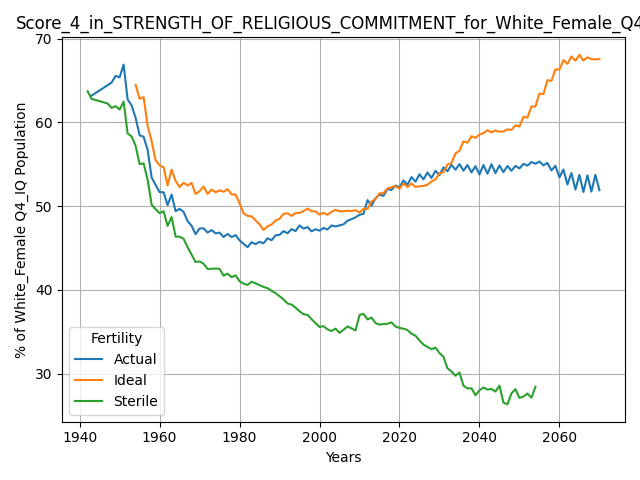 Score_4_in_STRENGTH_OF_RELIGIOUS_COMMITMENT_for_White_Female_Q4
% of White_Female Q4_IQ Population
70
60
50
40
30
Fertility
Actual
Ideal
Sterile
1940
1960
1980
2000
2020
2040
2060
Years